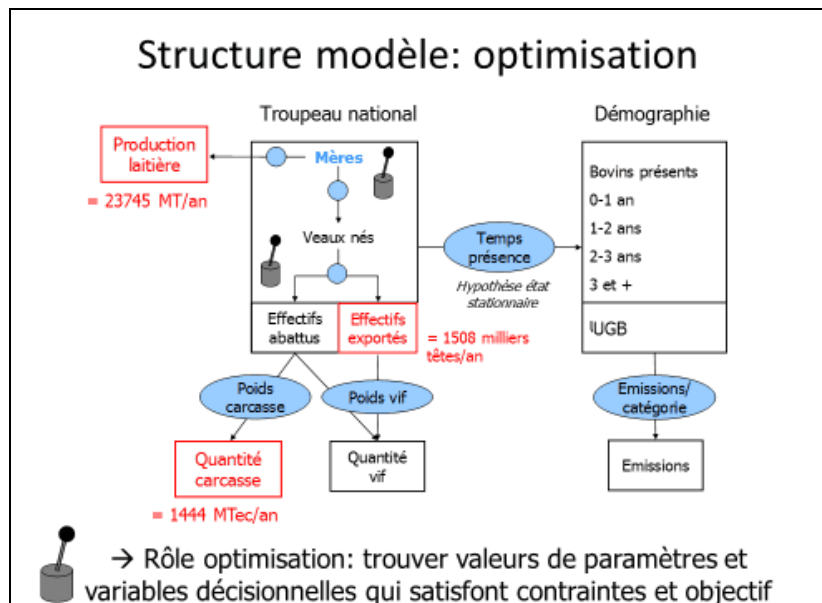 Structure modèle: optimisation
Troupeau national
Démographie
Production
laitière
= 23745 MT/an
Mères
Veaux nés
Effectifs
abattus
Effectifs
exportés
= 1508 milliers
têtes/an
Temps
présence
Hypothèse état
stationnaire
Bovins présents
0-1 an
1-2 ans
2-3 ans
3 et +
UGB
Poids
carcasse
Poids vif
Emissions/
catégorie
Quantité
carcasse
= 1444 MTec/an
Quantité
vif
Emissions
→ Rôle optimisation: trouver valeurs de paramètres et
variables décisionnelles qui satisfont contraintes et objectif